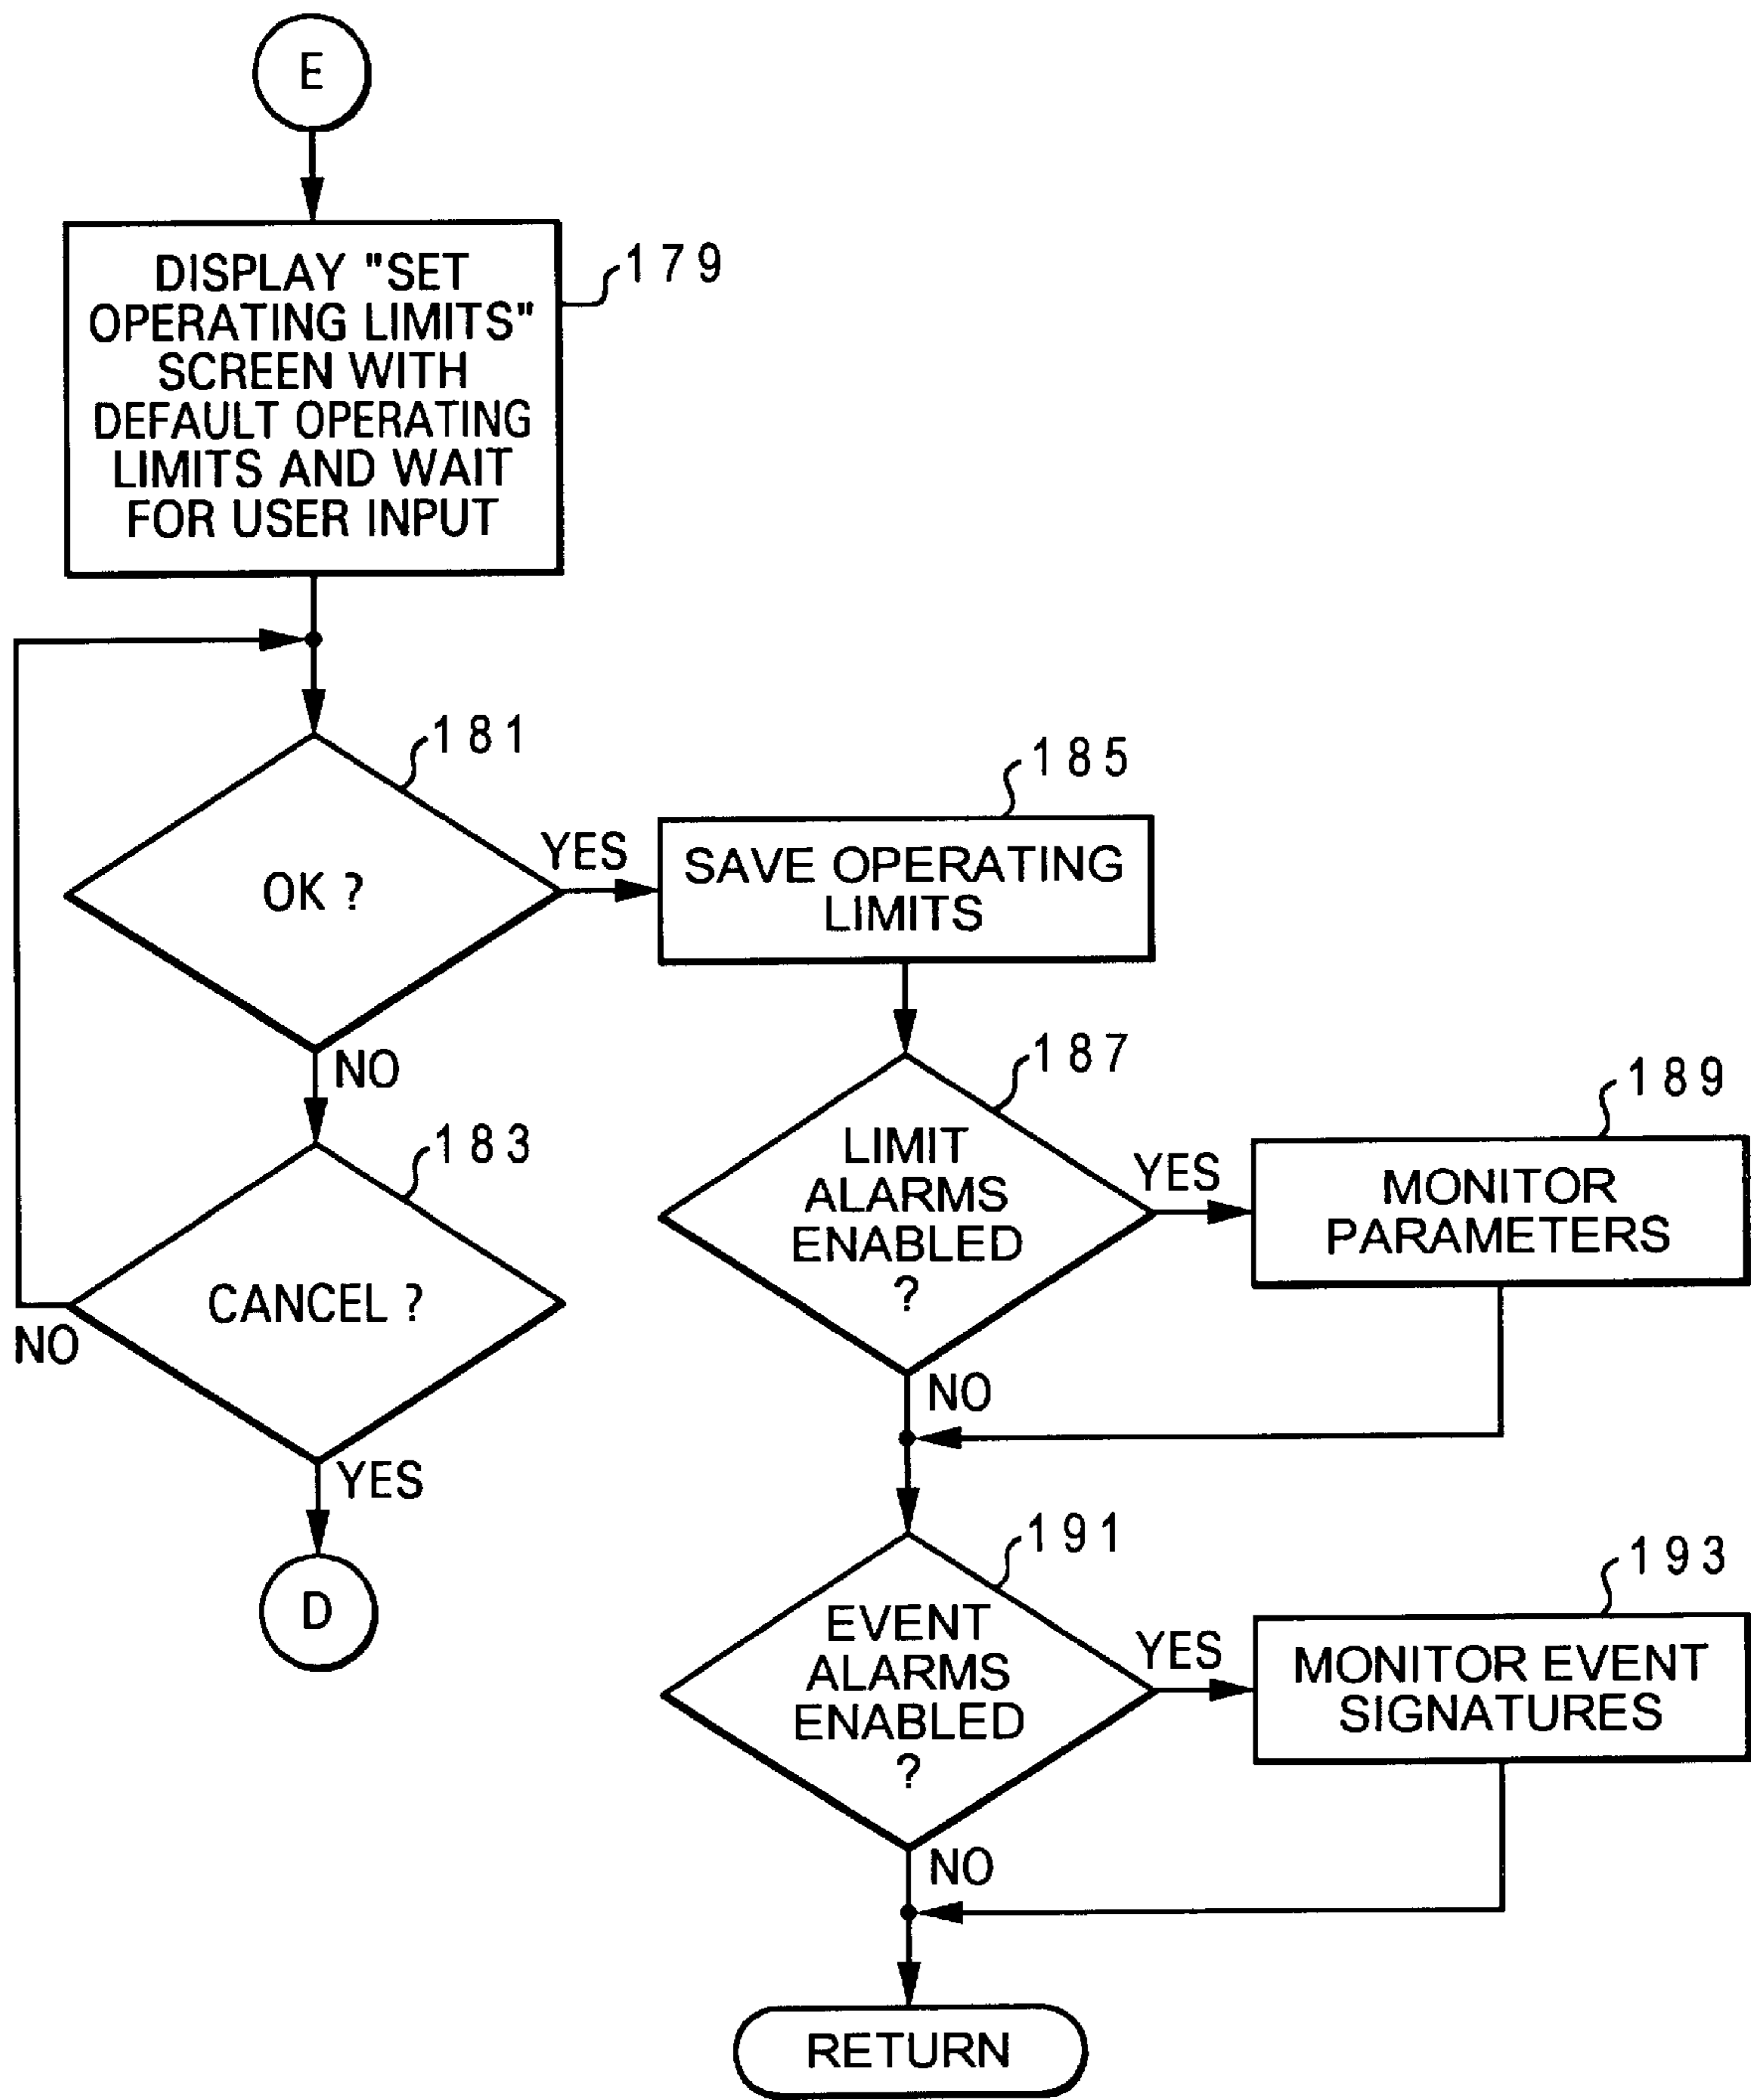 E
DISPLAY "SET
OPERATING LIMITS"
SCREEN WITH
DEFAULT OPERATING
LIMITS AND WAIT
FOR USER INPUT
179
181
OK ?
YES
NO
185
SAVE OPERATING
LIMITS
183
CANCEL ?
NO
YES
D
187
LIMIT
ALARMS
ENABLED
?
YES
NO
189
MONITOR
PARAMETERS
191
EVENT
ALARMS
ENABLED
?
YES
NO
193
MONITOR EVENT
SIGNATURES
RETURN